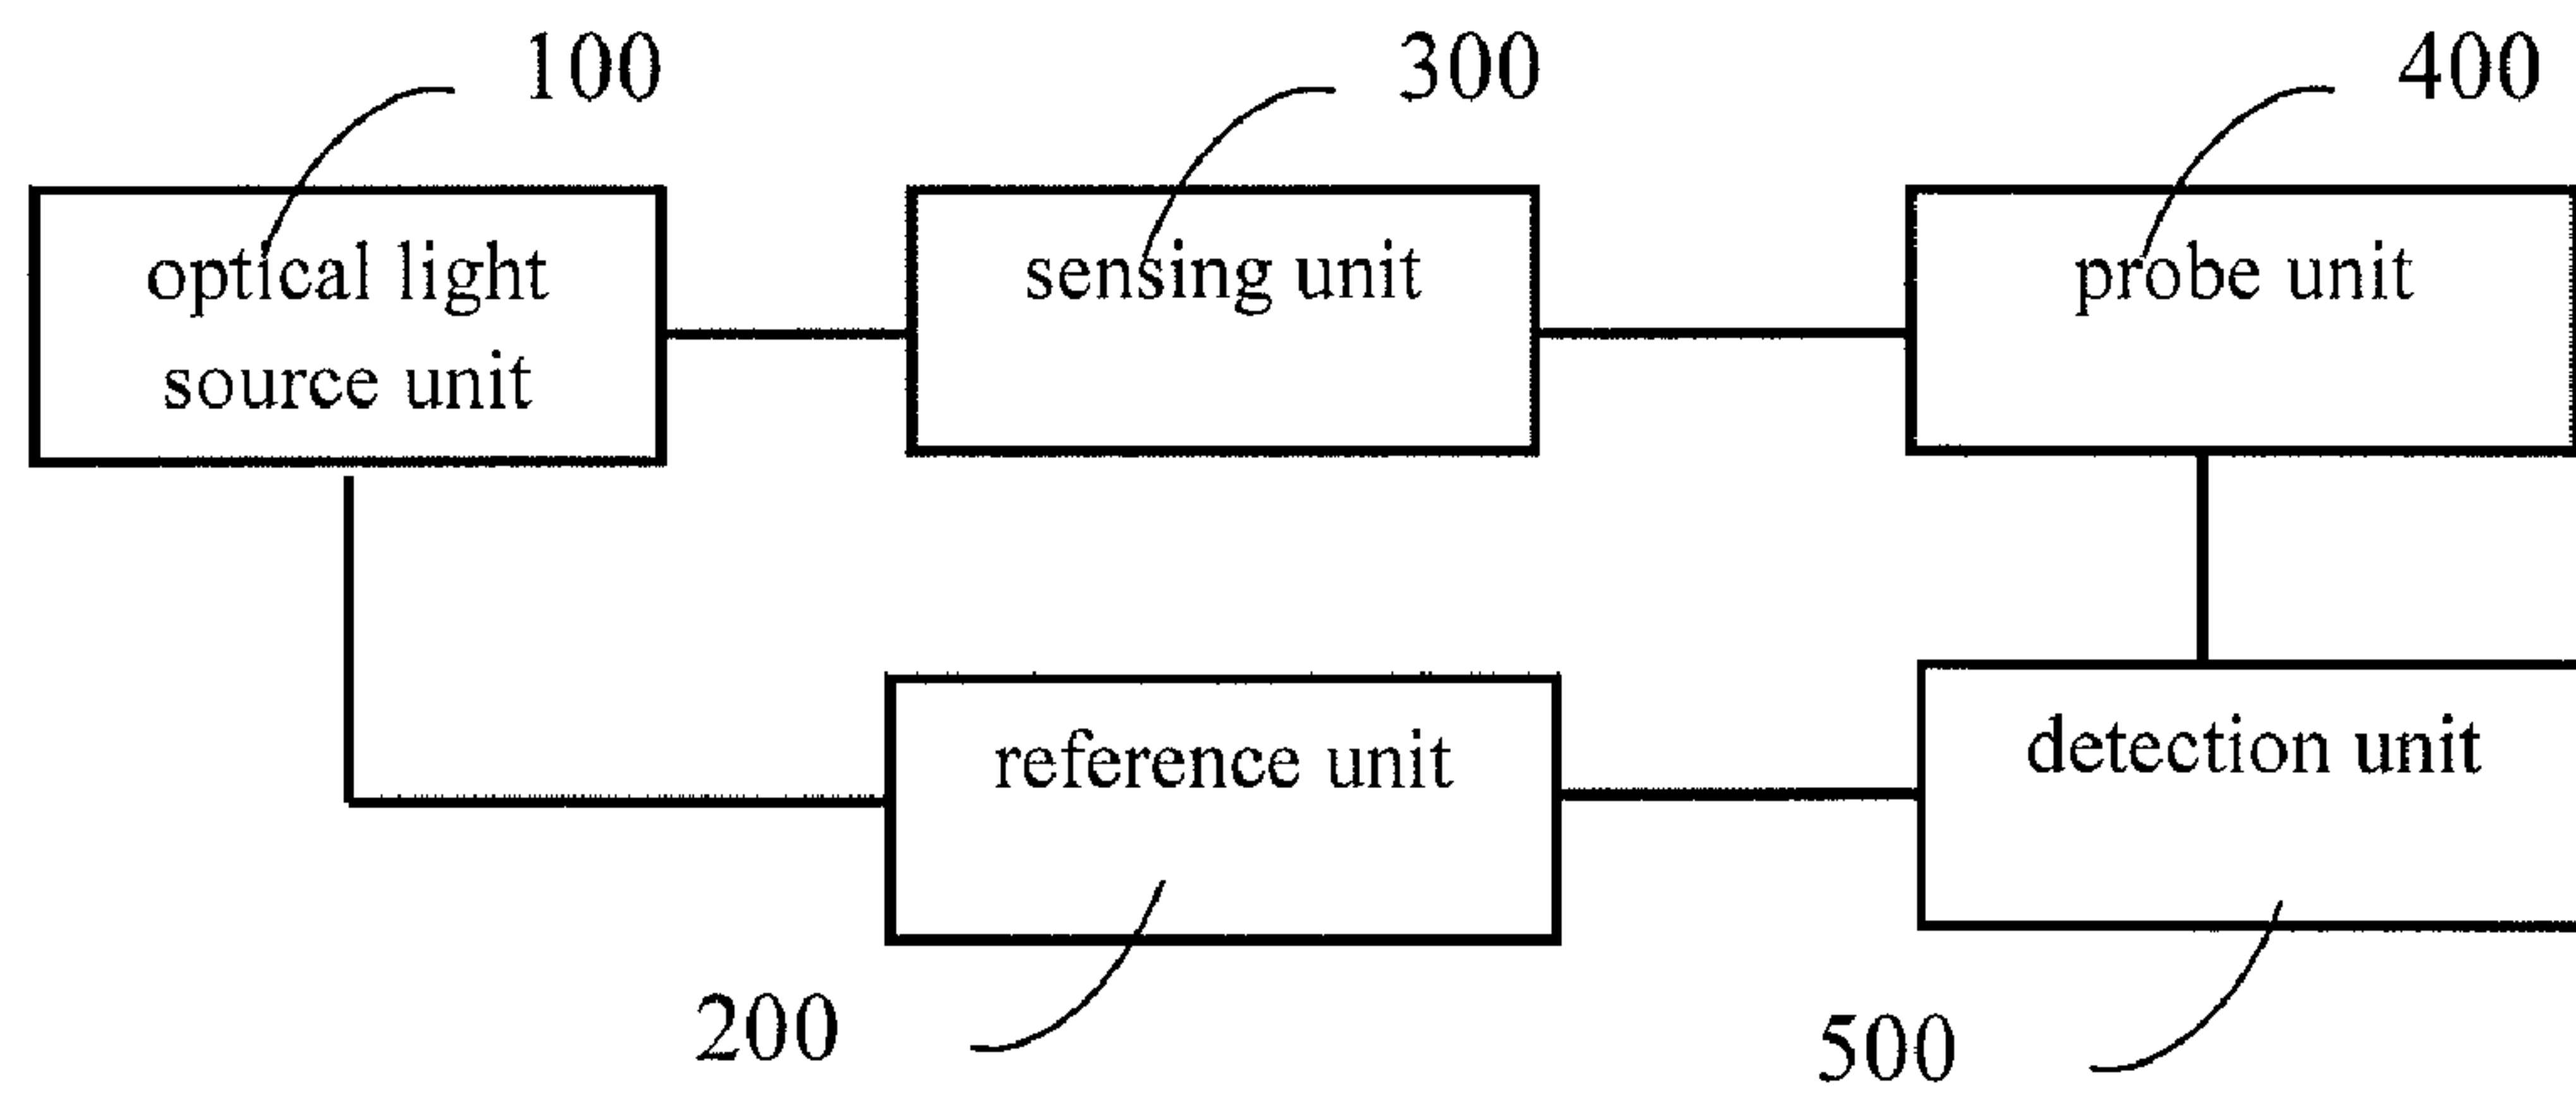 100
300
400
optical light
source unit
sensing unit
probe unit
reference unit
detection unit
200
500